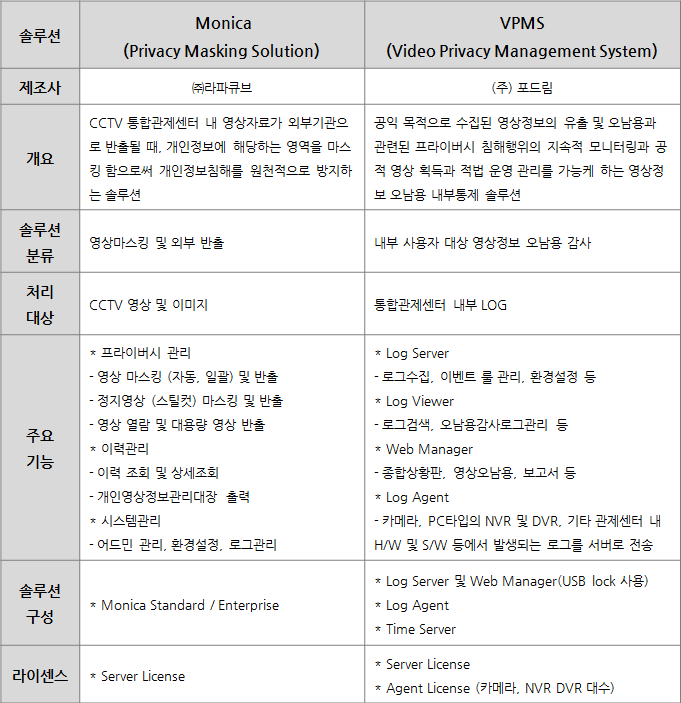 솔루션
Monica
(Privacy Masking Solution)
VPMS
(Video Privacy Management System)
제조사
㈜라파큐브
(주) 포드림
개요
CCTV 통합관제센터 내 영상자료가 외부기관으
로 반출될 때, 개인정보에 해당하는 영역을 마스
킹 함으로써 개인정보침해를 원천적으로 방지하
는 솔루션
공익 목적으로 수집된 영상정보의 유출 및 오남용과
관련된 프라이버시 침해행위의 지속적 모니터링과 공
적 영상 획득과 적법 운영 관리를 가능케 하는 영상정
보 오남용 내부통제 솔루션
솔루션
분류
영상마스킹 및 외부 반출
내부 사용자 대상 영상정보 오남용 감사
처리
대상
CCTV 영상 및 이미지
통합관제센터 내부 LOG
주요
기능
* 프라이버시 관리
- 영상 마스킹 (자동, 일괄) 및 반출
- 정지영상 (스틸컷) 마스킹 및 반출
- 영상 열람 및 대용량 영상 반출
* 이력관리
- 이력 조회 및 상세조회
- 개인영상정보관리대장 출력
* 시스템관리
- 어드민 관리, 환경설정, 로그관리
* Log Server
- 로그수집, 이벤트 룰 관리, 환경설정 등
* Log Viewer
- 로그검색, 오남용감사로그관리 등
* Web Manager
- 종합상황판, 영상오남용, 보고서 등
* Log Agent
- 카메라, PC타입의 NVR 및 DVR, 기타 관제센터 내
H/W 및 S/W 등에서 발생되는 로그를 서버로 전송
솔루션
구성
* Monica Standard / Enterprise
* Log Server 및 Web Manager(USB lock 사용)
* Log Agent
* Time Server
라이센스
* Server License
* Server License
* Agent License (카메라, NVR DVR 대수)